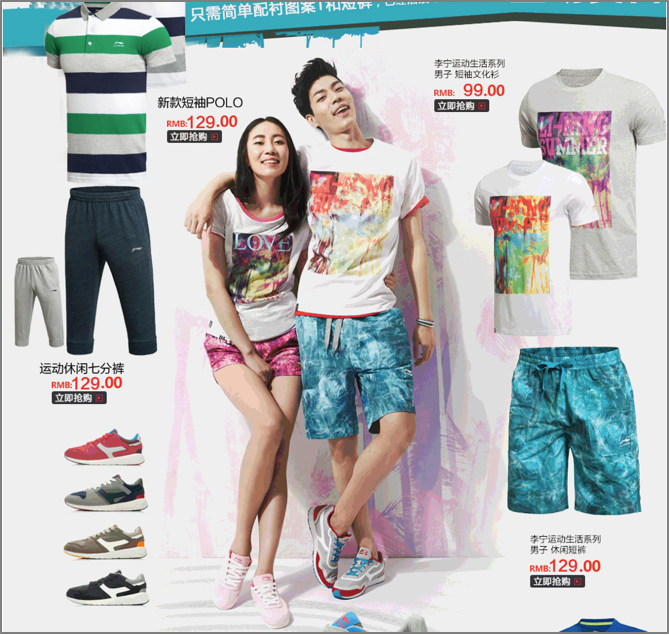 只需简单配衬图案T和短裤
新款短袖POLO
RMB:129.00
立即抢购
李宁运动生活系列
男子 短袖文化衫
RMB: 99.00
立即抢购
LI-NING
SUMMER
LOVE
运动休闲七分裤
RMB:129.00
立即抢购
李宁运动生活系列
男子 休闲短裤
RMB:129.00
立即抢购